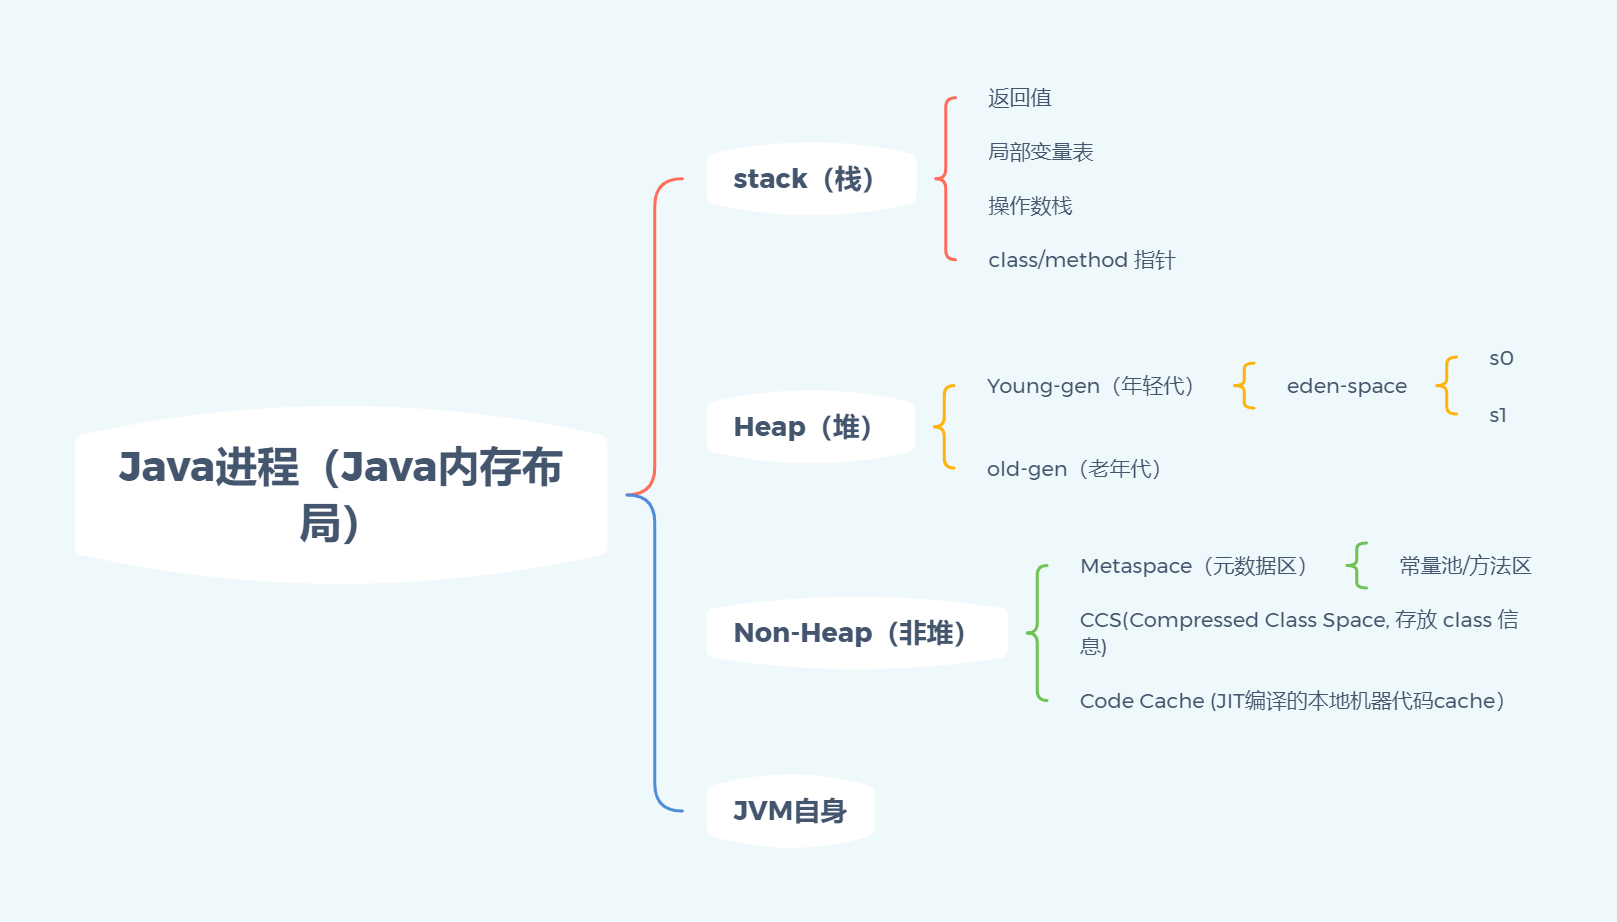 Java进程（Java内存布
局）
stack（栈）
返回值
局部变量表
操作数栈
class/method 指针
Heap（堆）
Young-gen（年轻代）
eden-space
s0
s1
old-gen（老年代）
Non-Heap（非堆）
Metaspace（元数据区）
常量池/方法区
CCS(Compressed Class Space, 存放 class 信
息)
Code Cache (JIT编译的本地机器代码cache）
JVM自身